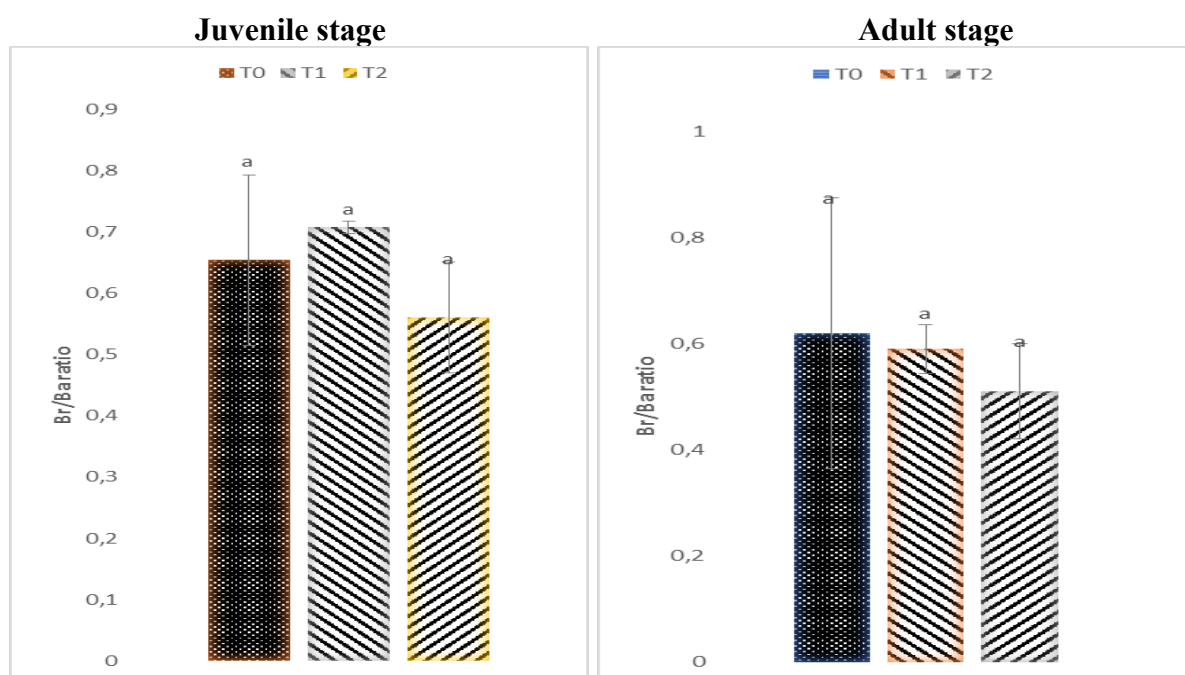 Juvenile stage
T0 T1 T2
0,9
0,8
0,7
0,6
0,5
0,4
0,3
0,2
0,1
0
Br/Baratio
a
a
a
Adult stage
T0 T1 T2
1
0,8
0,6
0,4
0,2
0
Br/Baratio
a
a
a